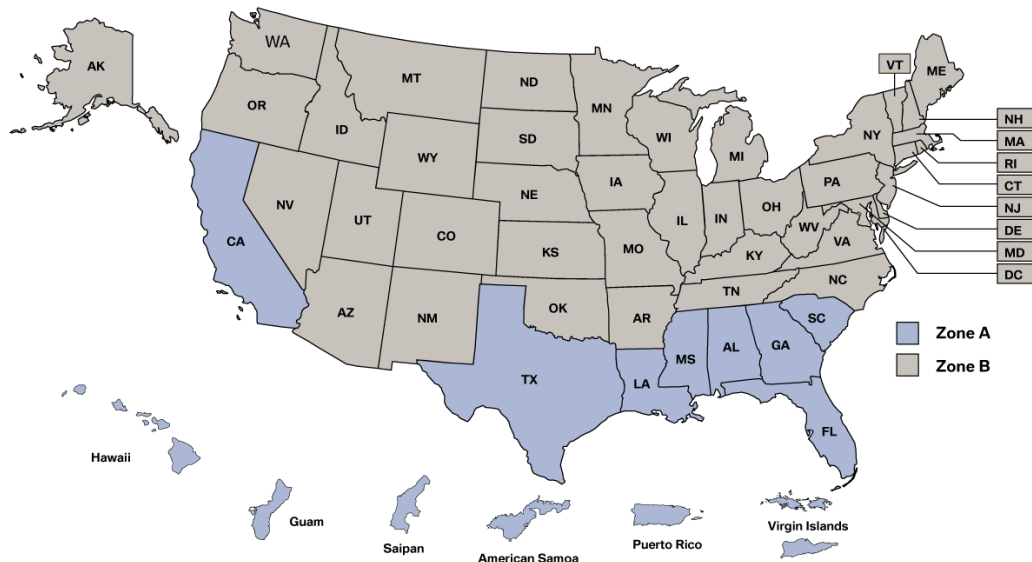 WA
AK
MT
ND
MN
VT
ME
OR
ID
SD
WI
NY
NH
MA
WY
MI
RI
CT
NE
IA
PA
NJ
NV
UT
CO
IL
IN
OH
WV
DE
CA
KS
MO
KY
VA
MD
DC
TN
NC
AZ
NM
OK
AR
SC
Zone A
MS
AL
GA
Zone B
TX
LA
FL
Hawaii
Guam
Saipan
American Samoa
Puerto Rico
Virgin Islands